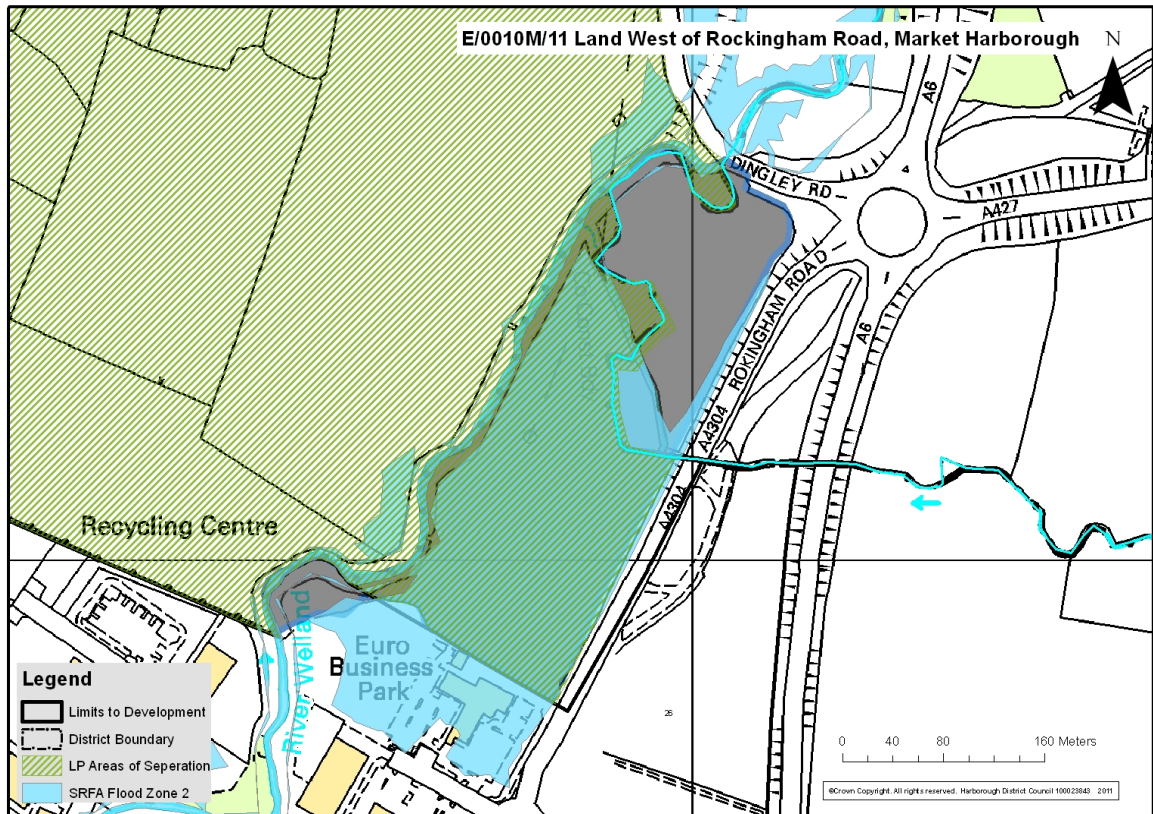 E/0010M/11 Land West of Rockingham Road, Market Harborough
N
A6
DINGLEY RD
A427
ROKINGHAM ROAD
A6
A4304
A4304
Recycling Centre
River Welland
Euro
Business
Park
26
Legend
Limits to Development
District Boundary
LP Areas of Seperation
SRFA Flood Zone 2
0 40 80 160 Meters
©Crown Copyright. All rights reserved. Harborough District Council 100023843 2011